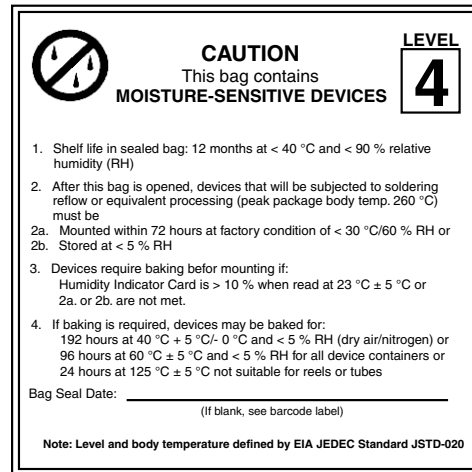 LEVEL
CAUTION
4
This bag contains
MOISTURE-SENSITIVE DEVICES
1. Shelf life in sealed bag: 12 months at < 40 °C and < 90 % relative
humidity (RH)
2. After this bag is opened, devices that will be subjected to soldering
reflow or equivalent processing (peak package body temp. 260 °C)
must be
2a. Mounted within 72 hours at factory condition of < 30 °C/60 % RH or
2b. Stored at < 5 % RH
3. Devices require baking befor mounting if:
Humidity Indicator Card is > 10 % when read at 23 °C ± 5 °C or
2a. or 2b. are not met.
4. If baking is required, devices may be baked for:
192 hours at 40 °C + 5 °C/- 0 °C and < 5 % RH (dry air/nitrogen) or
96 hours at 60 °C ± 5 °C and < 5 % RH for all device containers or
24 hours at 125 °C ± 5 °C not suitable for reels or tubes
Bag Seal Date:
(If blank, see barcode label)
Note: Level and body temperature defined by EIA JEDEC Standard JSTD-020